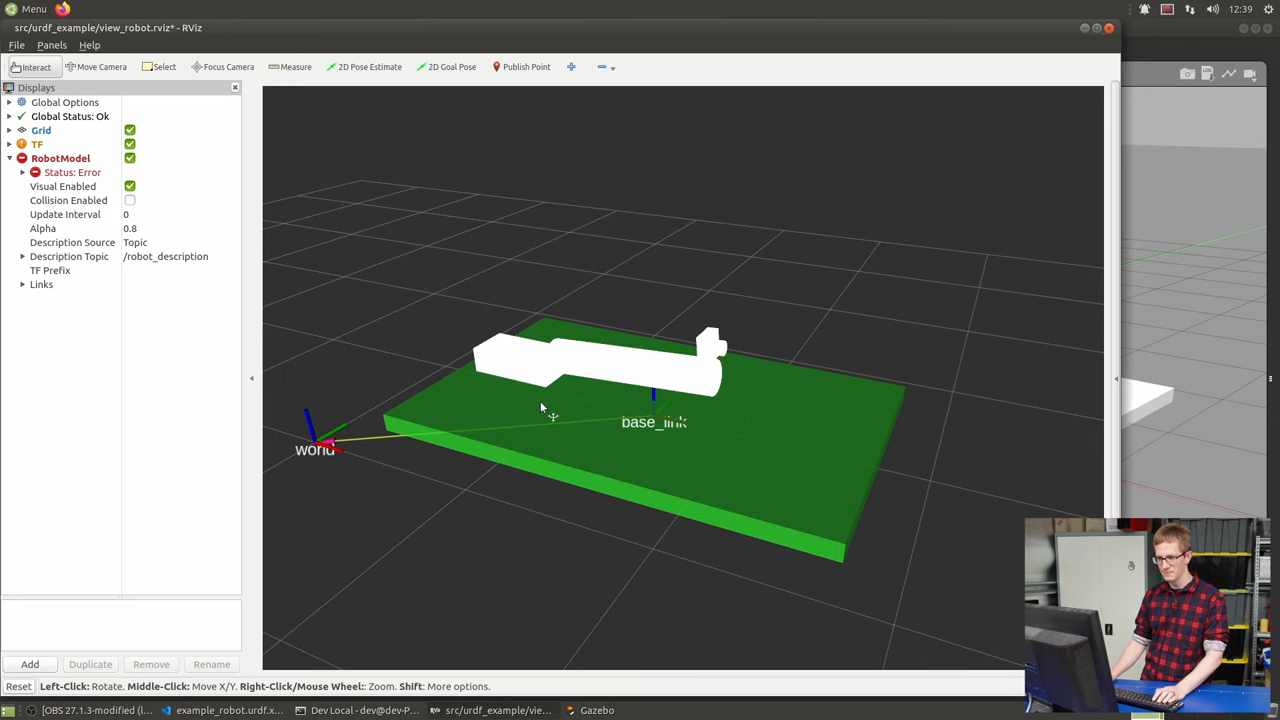 Menu
12:39
src/urdf_example/view_robot.rviz* - RViz
File Panels Help
Interact Move Camera Select Focus Camera Measure 2D Pose Estimate 2D Goal Pose Publish Point
Displays
Global Options
Global Status: Ok
Grid
TF
RobotModel
Status: Error
Visual Enabled
Collision Enabled
Update Interval 0
Alpha 0.8
Description Source Topic
Description Topic /robot_description
TF Prefix
Links
base_link
world
Add Duplicate Remove Rename
Reset Left-Click: Rotate. Middle-Click: Move X/Y. Right-Click/Mouse Wheel: Zoom. Shift: More options.
[OBS 27.1.3-modified (l... example_robot.urdf.x... Dev Local - dev@dev-P... src/urdf_example/vie... Gazebo